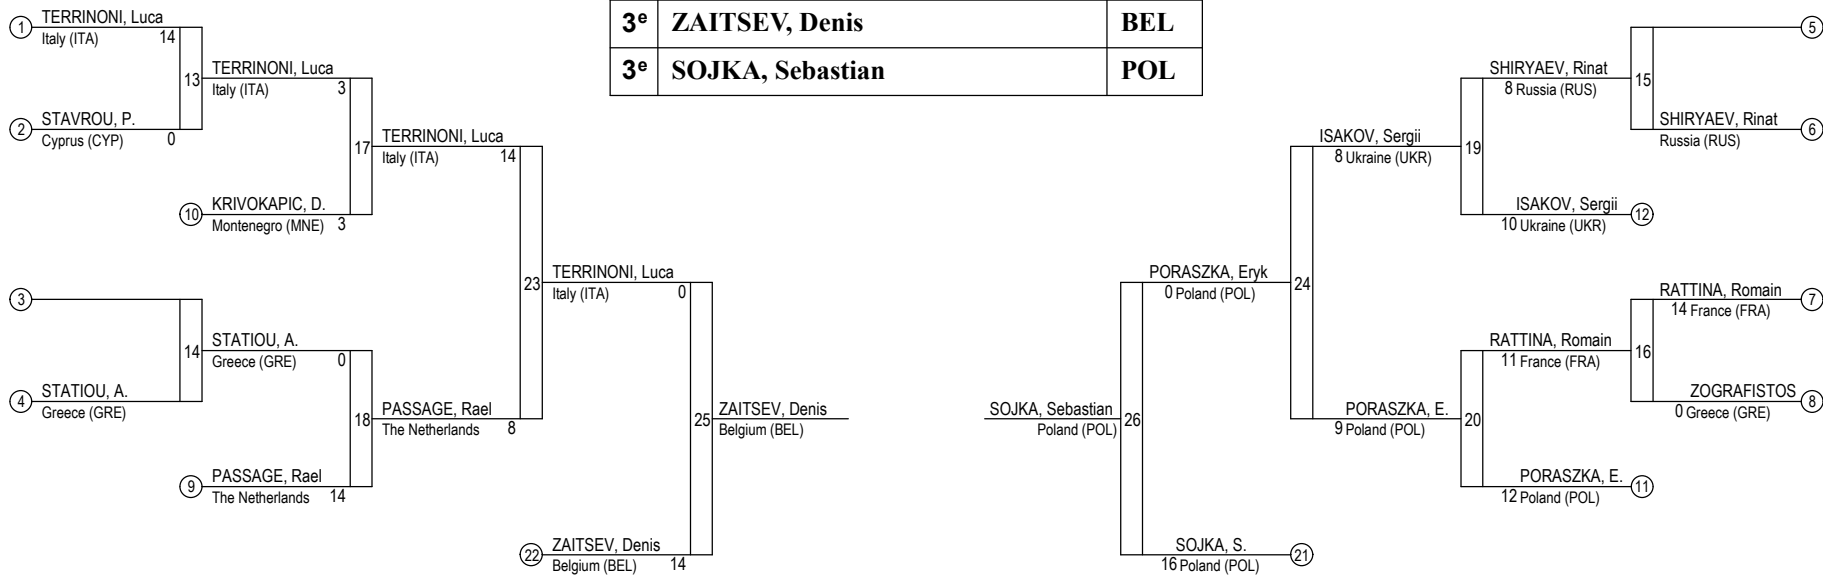 3e ZAITSEV, Denis BEL
3e SOJKA, Sebastian POL
1 TERRINONI, Luca
Italy (ITA) 14
13
2 STAVROU, P.
Cyprus (CYP) 0
TERRINONI, Luca
Italy (ITA) 3
17
10 KRIVOKAPIC, D.
Montenegro (MNE) 3
TERRINONI, Luca
Italy (ITA) 14
3
14
4 STATIOU, A.
Greece (GRE)
STATIOU, A.
Greece (GRE) 0
18
9 PASSAGE, Rael
The Netherlands 14
PASSAGE, Rael
The Netherlands 8
23
TERRINONI, Luca
Italy (ITA) 0
25
22 ZAITSEV, Denis
Belgium (BEL) 14
ZAITSEV, Denis
Belgium (BEL)
5
15
SHIRYAEV, Rinat 6
Russia (RUS)
SHIRYAEV, Rinat
8 Russia (RUS)
19
ISAKOV, Sergii 12
10 Ukraine (UKR)
ISAKOV, Sergii
8 Ukraine (UKR)
RATTINA, Romain 7
14 France (FRA)
16
ZOGRAFISTOS 8
0 Greece (GRE)
RATTINA, Romain
11 France (FRA)
20
PORASZKA, E. 11
12 Poland (POL)
PORASZKA, E.
9 Poland (POL)
24
PORASZKA, Eryk
0 Poland (POL)
26
SOJKA, S. 21
16 Poland (POL)
SOJKA, Sebastian
Poland (POL)